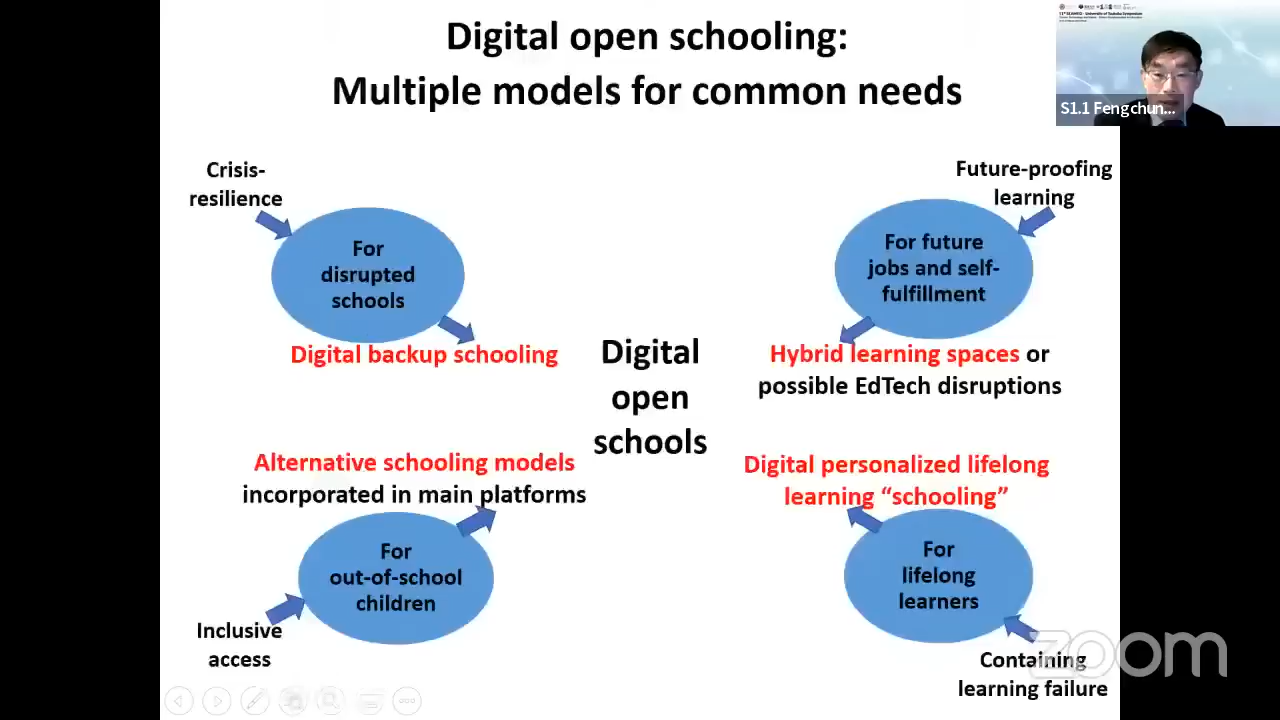 Digital open schooling:
Multiple models for common needs
S1.1 Fengchun...
Crisis-
resilience
For
disrupted
schools
Digital backup schooling
Future-proofing
learning
For future
jobs and self-
fulfillment
Hybrid learning spaces or
possible EdTech disruptions
Digital
open
schools
Alternative schooling models
incorporated in main platforms
For
out-of-school
children
Inclusive
access
Digital personalized lifelong
learning “schooling”
For
lifelong
learners
Containing
learning failure
zoom